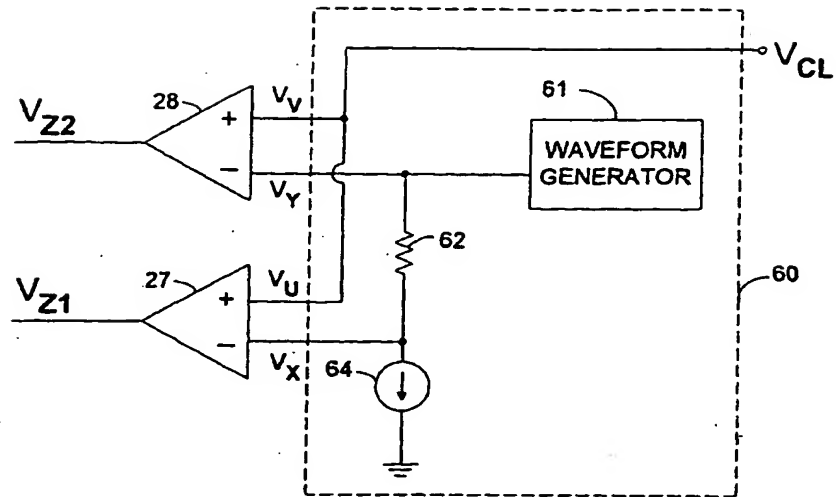 V_CL
61
28
V_V
V_Z2
+
−
WAVEFORM
GENERATOR
V_Y
62
27
V_U
60
V_Z1
+
−
V_X
64